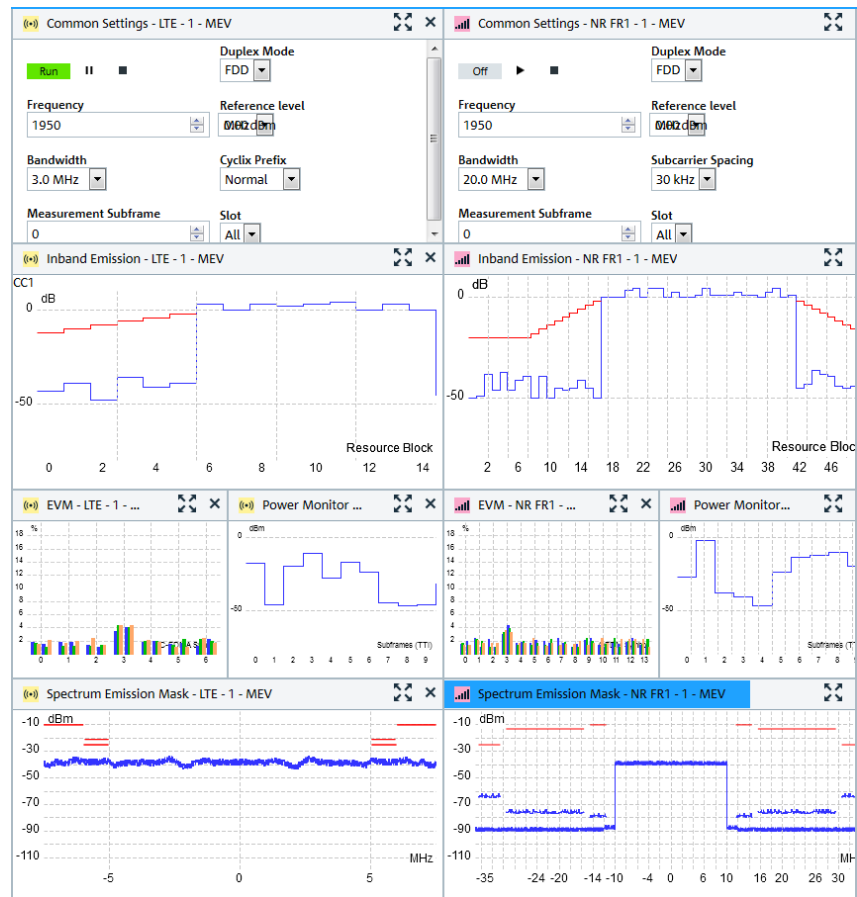 Common Settings - LTE - 1 - MEV
Run
Duplex Mode
FDD
Frequency
1950
Reference level
Bandwidth
3.0 MHz
Cyclix Prefix
Normal
Measurement Subframe
0
Slot
All
Common Settings - NR FR1 - 1 - MEV
Off
Duplex Mode
FDD
Frequency
1950
Reference level
Bandwidth
20.0 MHz
Subcarrier Spacing
30 kHz
Measurement Subframe
0
Slot
All
Inband Emission - LTE - 1 - MEV
CC1
dB
0
-50
Resource Block
0 2 4 6 8 10 12 14
Inband Emission - NR FR1 - 1 - MEV
dB
0
-50
Resource Bloc
2 6 10 14 18 22 26 30 34 38 42 46
EVM - LTE - 1 - ...
%
18
16
14
12
10
8
6
4
2
0 1 2 3 4 5 6
Power Monitor ...
dBm
0
-50
Subframes (TTI)
0 1 2 3 4 5 6 7 8 9
EVM - NR FR1 - ...
%
18
16
14
12
10
8
6
4
2
0 1 2 3 4 5 6 7 8 9 10 11 12 13
Power Monitor...
dBm
0
-50
Subframes (T
0 1 2 3 4 5 6 7 8 9
Spectrum Emission Mask - LTE - 1 - MEV
-10 dBm
-30
-50
-70
-90
-110
MHz
-5 0 5
Spectrum Emission Mask - NR FR1 - 1 - MEV
-10 dBm
-30
-50
-70
-90
-110
MH
-35 -24 -20 -14 -10 -4 0 6 10 16 20 26 30